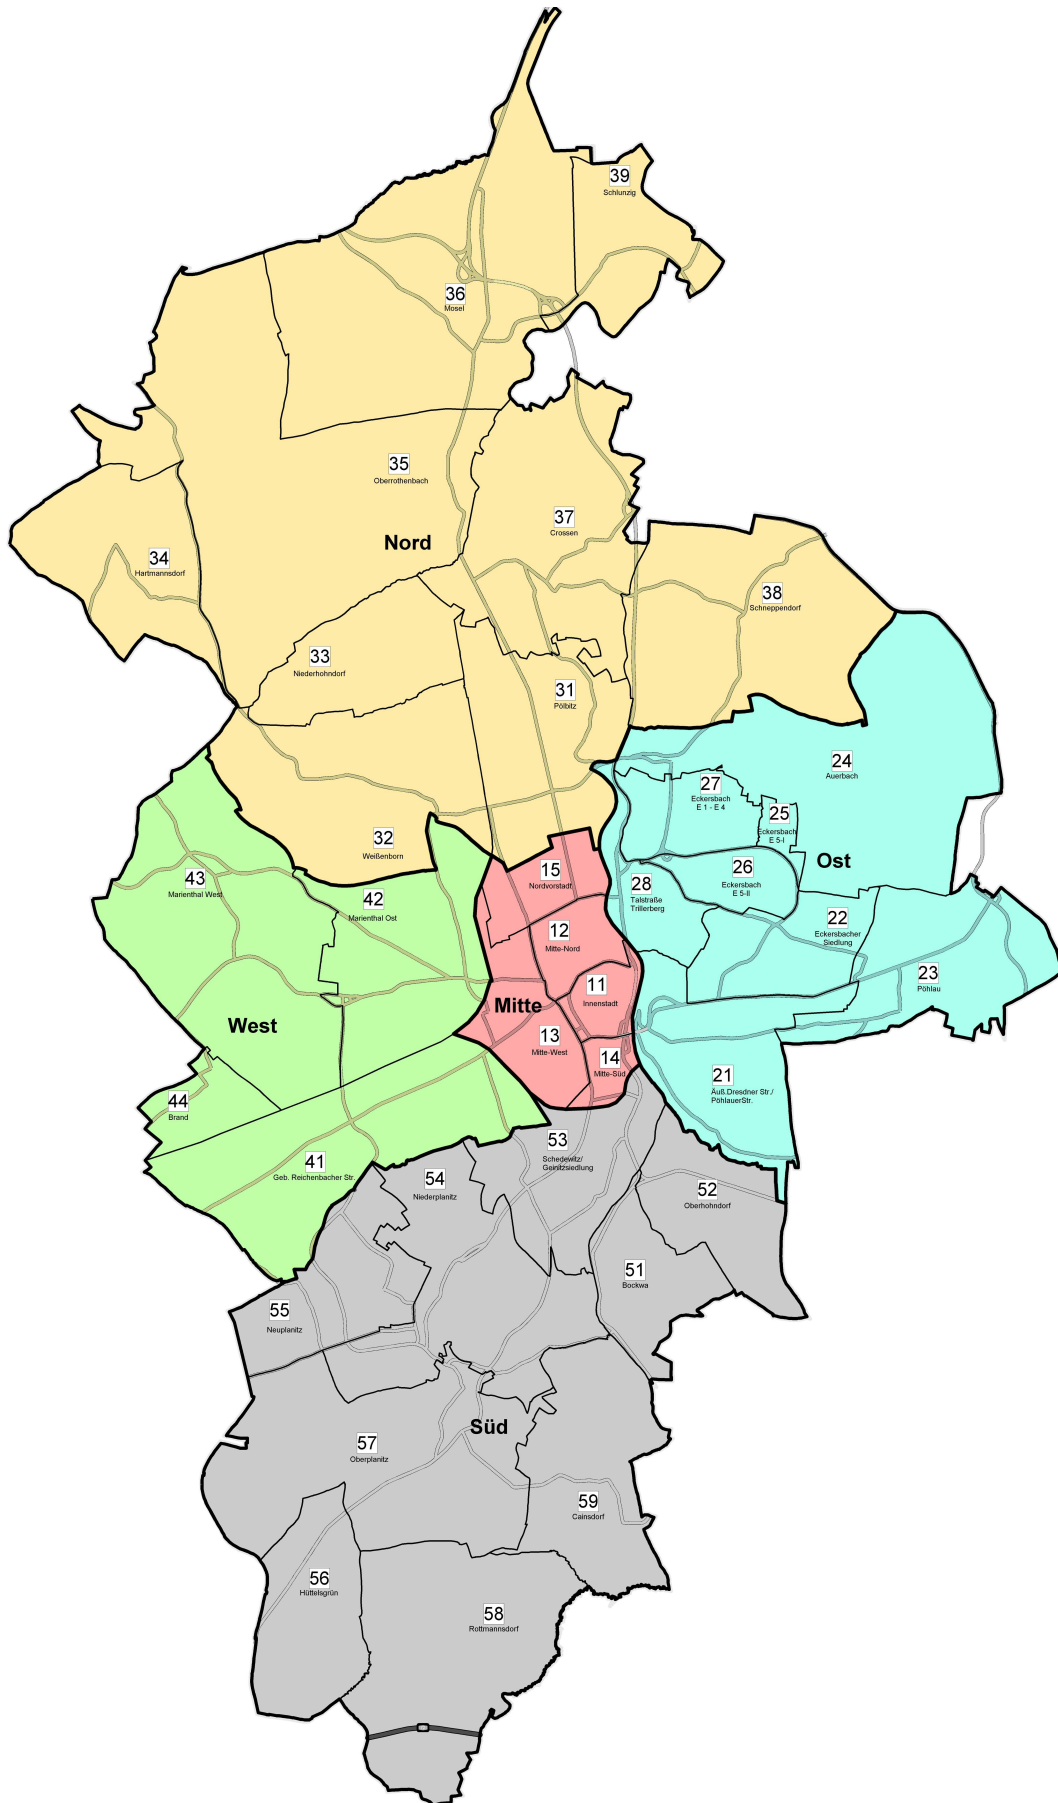 39
Schlunzig
36
Mosel
35
Oberrothenbach
37
Crossen
Nord
34
Hartmannsdorf
38
Schneppendorf
33
Niederhohndorf
31
Pölbitz
24
Auerbach
27
Eckersbach
E 1 - E 4
25
Eckersbach
E 5-I
32
Weißenborn
Ost
15
Nordvorstadt
26
Eckersbach
E 5-II
43
Marienthal West
28
Talstraße
Trillerberg
42
Marienthal Ost
22
Eckersbacher
Siedlung
12
Mitte-Nord
23
Pöhlau
11
Innenstadt
Mitte
West
13
Mitte-West
14
Mitte-Süd
21
Äuß.Dresdner Str./
PöhlauerStr.
44
Brand
53
Schedewitz/
Geinitzsiedlung
41
Geb. Reichenbacher Str.
54
Niederplanitz
52
Oberhohndorf
51
Bockwa
55
Neuplanitz
Süd
57
Oberplanitz
59
Cainsdorf
56
Hüttelsgrün
58
Rottmannsdorf